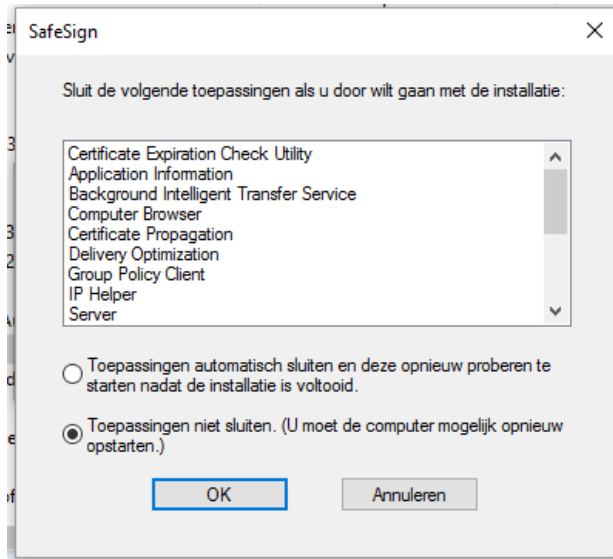 SafeSign
Sluit de volgende toepassingen als u door wilt gaan met de installatie:
Certificate Expiration Check Utility
Application Information
Background Intelligent Transfer Service
Computer Browser
Certificate Propagation
Delivery Optimization
Group Policy Client
IP Helper
Server
Toepassingen automatisch sluiten en deze opnieuw proberen te
starten nadat de installatie is voltooid.
Toepassingen niet sluiten. (U moet de computer mogelijk opnieuw
opstarten.)
OK
Annuleren